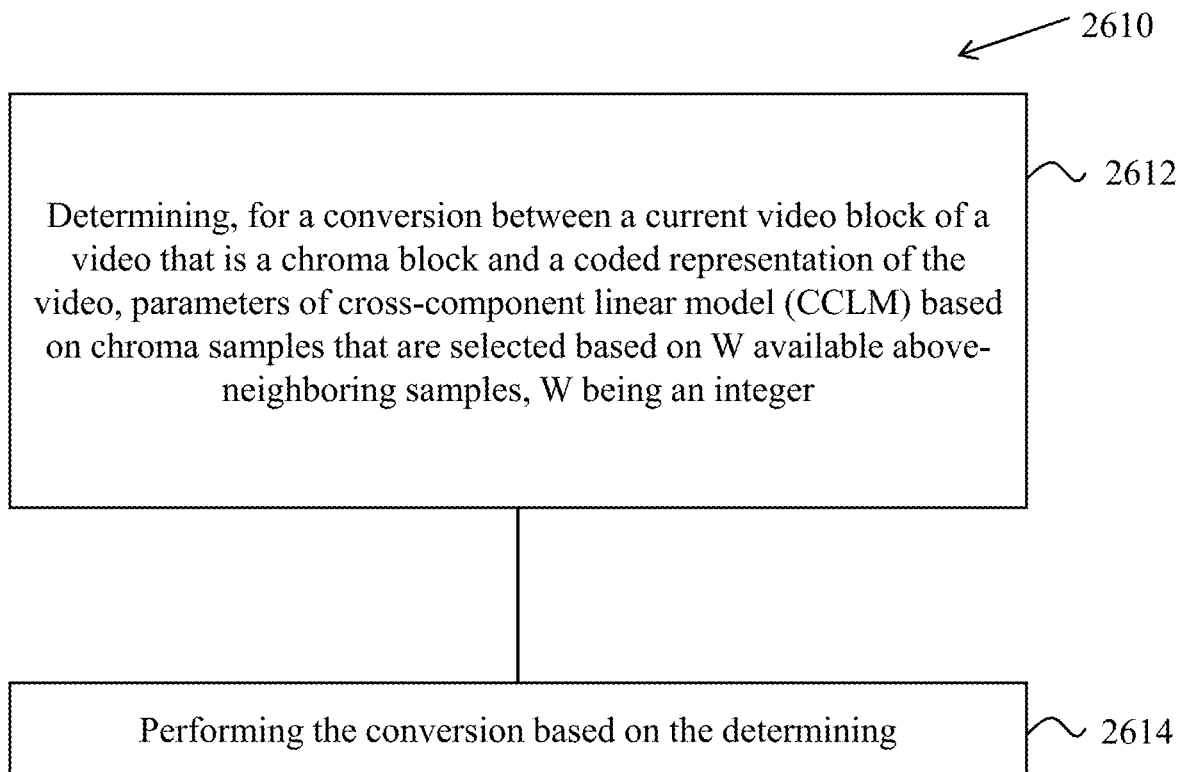 2610
Determining, for a conversion between a current video block of a
video that is a chroma block and a coded representation of the
video, parameters of cross-component linear model (CCLM) based
on chroma samples that are selected based on W available above-
neighboring samples, W being an integer
2612
Performing the conversion based on the determining
2614